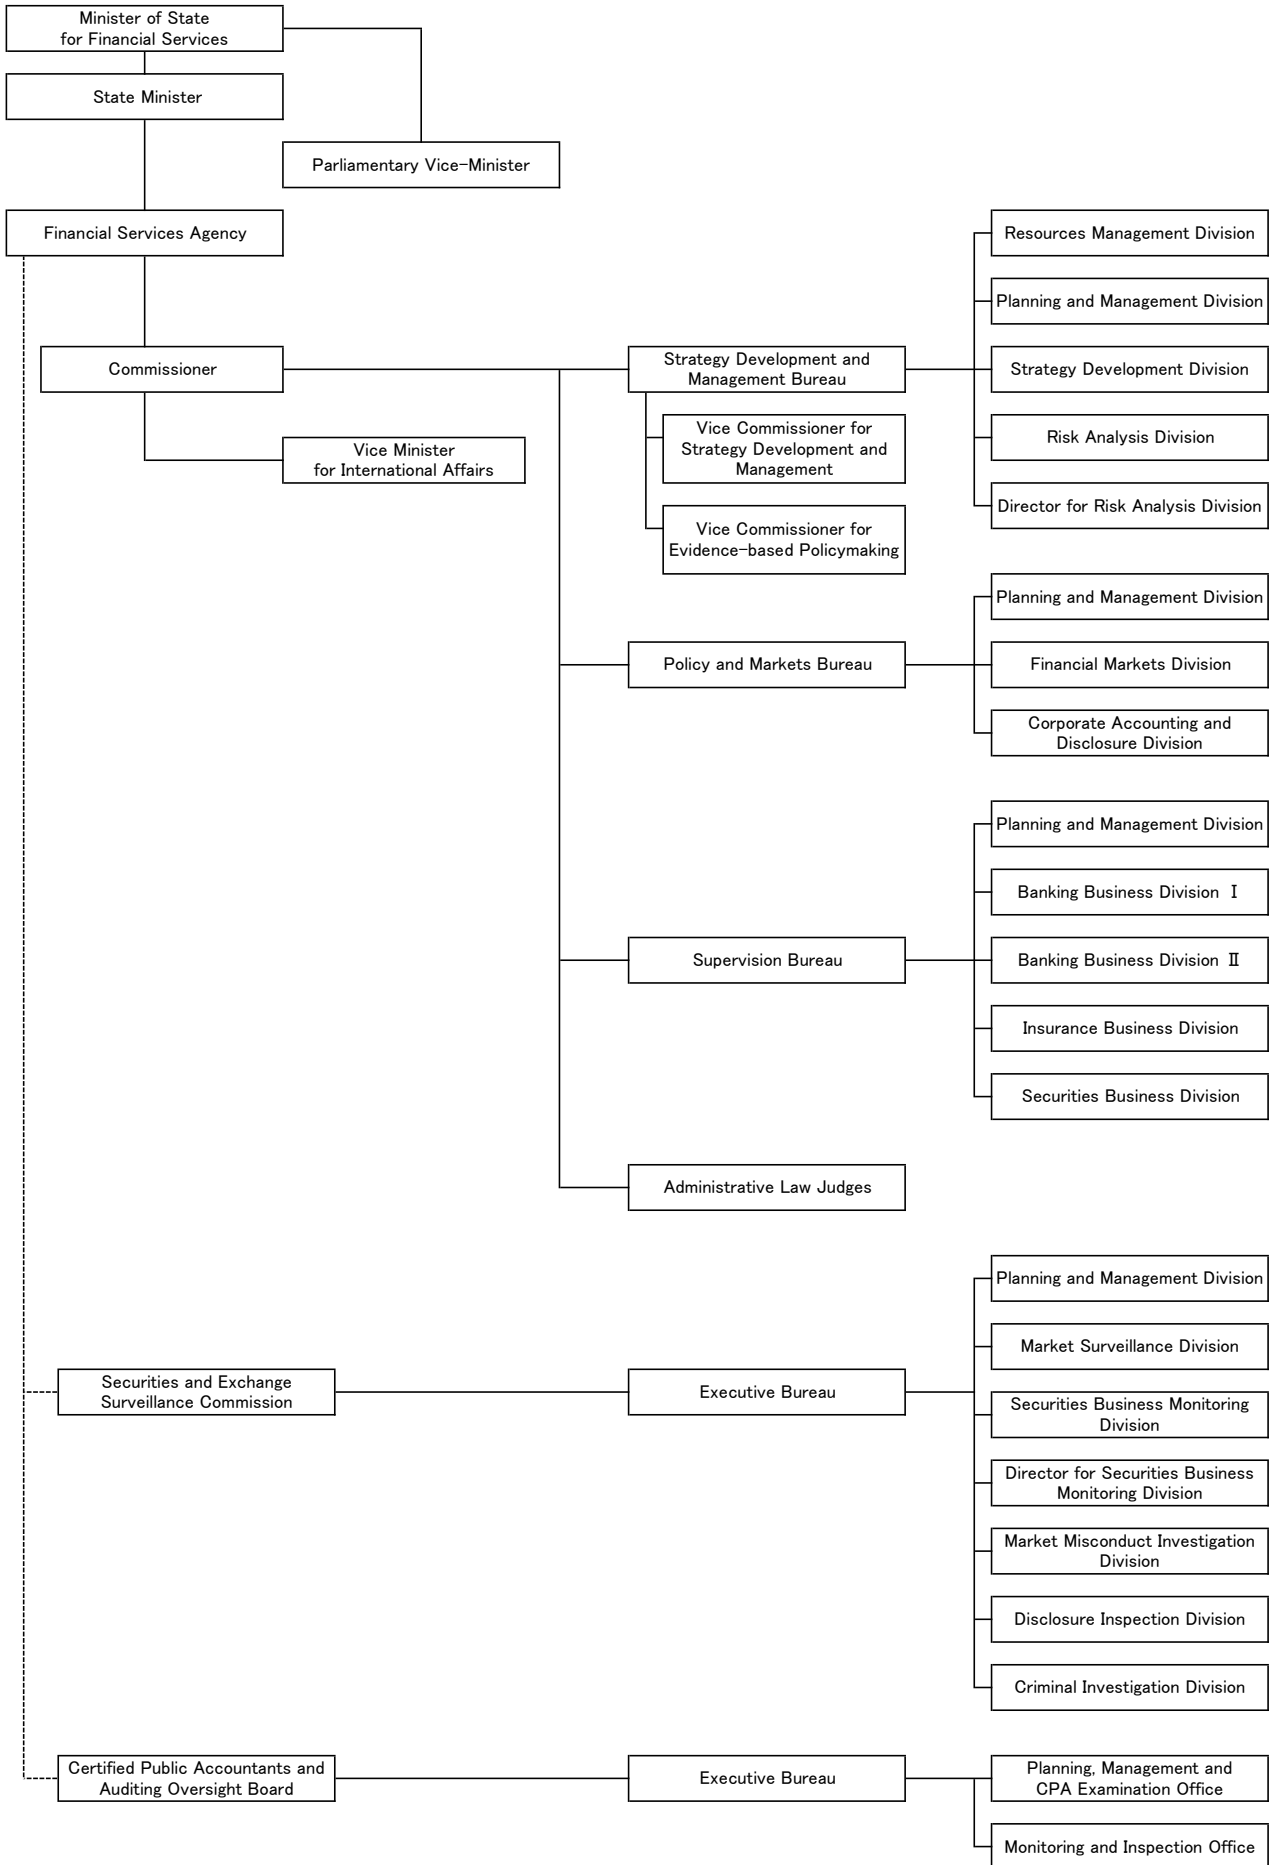 Minister of State
for Financial Services
State Minister
Parliamentary Vice-Minister
Financial Services Agency
Resources Management Division
Planning and Management Division
Commissioner
Strategy Development and
Management Bureau
Strategy Development Division
Vice Minister
for International Affairs
Vice Commissioner for
Strategy Development and
Management
Risk Analysis Division
Director for Risk Analysis Division
Vice Commissioner for
Evidence-based Policymaking
Planning and Management Division
Policy and Markets Bureau
Financial Markets Division
Corporate Accounting and
Disclosure Division
Planning and Management Division
Banking Business Division Ⅰ
Supervision Bureau
Banking Business Division Ⅱ
Insurance Business Division
Securities Business Division
Administrative Law Judges
Planning and Management Division
Market Surveillance Division
Securities and Exchange
Surveillance Commission
Executive Bureau
Securities Business Monitoring
Division
Director for Securities Business
Monitoring Division
Market Misconduct Investigation
Division
Disclosure Inspection Division
Criminal Investigation Division
Certified Public Accountants and
Auditing Oversight Board
Executive Bureau
Planning, Management and
CPA Examination Office
Monitoring and Inspection Office